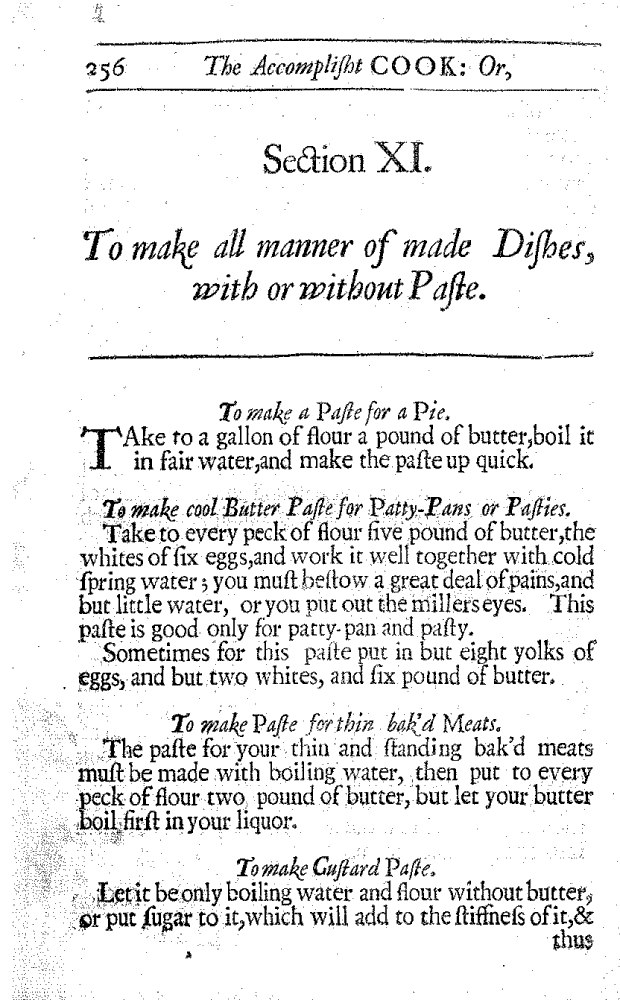 256 The Accompliſht COOK: Or,
Section XI.
To make all manner of made Diſhes,
with or without Paſte.
To make a Paſte for a Pie.
TAke to a gallon of flour a pound of butter,boil it
in fair water,and make the paſte up quick.
To make cool Butter Paſte for Patty-Pans or Paſties.
Take to every peck of flour five pound of butter,the
whites of ſix eggs,and work it well together with cold
ſpring water; you muſt beſtow a great deal of pains,and
but little water, or you put out the millers eyes. This
paſte is good only for patty-pan and paſty.
Sometimes for this paſte put in but eight yolks of
eggs, and but two whites, and ſix pound of butter.
To make Paſte for thin bak'd Meats.
The paſte for your thin and ſtanding bak'd meats
muſt be made with boiling water, then put to every
peck of flour two pound of butter, but let your butter
boil firſt in your liquor.
To make Cuſtard Paſte.
Let it be only boiling water and flour without butter,
or put ſugar to it,which will add to the ſtiffneſs of it,&
thus